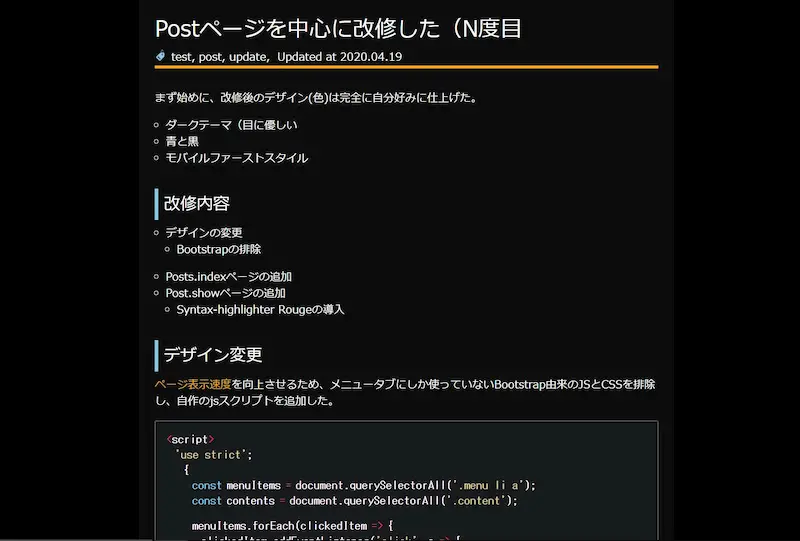 Postページを中心に改修した（N度目
test, post, update, Updated at 2020.04.19
まず始めに、改修後のデザイン(色)は完全に自分好みに仕上げた。
ダークテーマ（目に優しい
青と黒
モバイルファーストスタイル
改修内容
デザインの変更
Bootstrapの排除
Posts.indexページの追加
Post.showページの追加
Syntax-highlighter Rougeの導入
デザイン変更
ページ表示速度を向上させるため、メニュータブにしか使っていないBootstrap由来のJSとCSSを排除
し、自作のjsスクリプトを追加した。
<script>
'use strict';
{
const menuItems = document.querySelectorAll('.menu li a');
const contents = document.querySelectorAll('.content');
menuItems.forEach(clickedItem => {